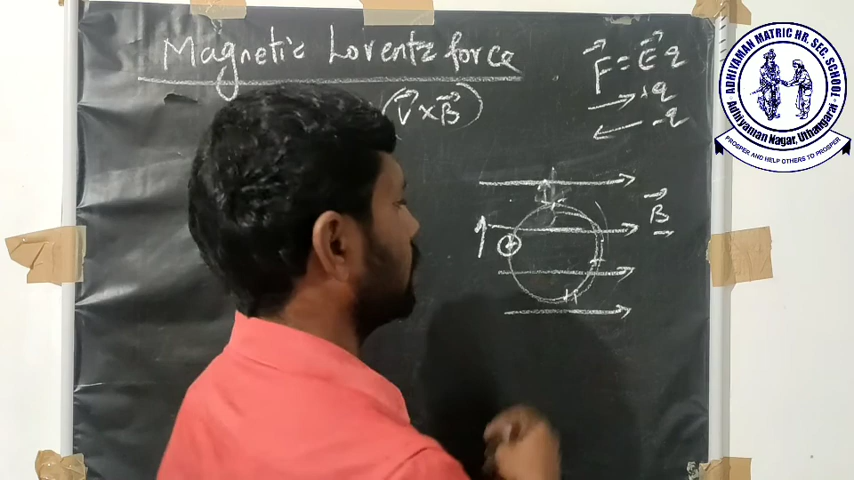 Magnetic Lorentz force
(V⃗ × B⃗)
F⃗ = E⃗ q
+q
-q
B⃗
+
ADHIYAMAN MATRIC HR. SEC. SCHOOL
Adhiyaman Nagar, Uthangarai
PROSPER AND HELP OTHERS TO PROSPER